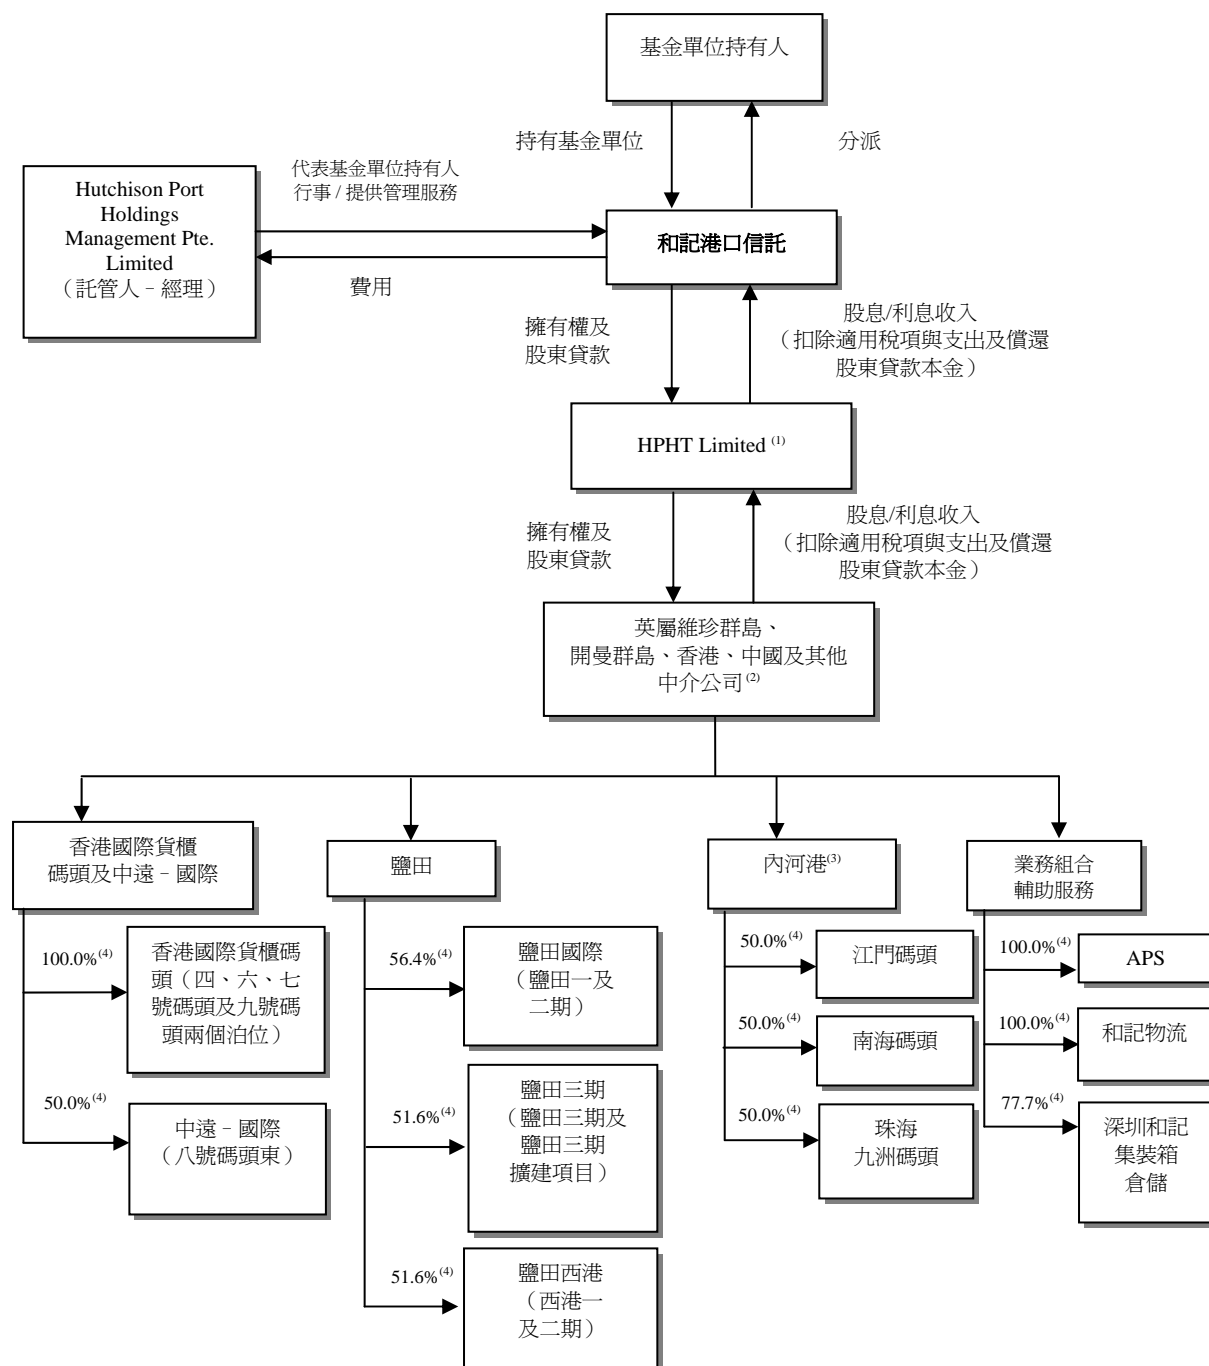 基金單位持有人
持有基金單位
分派
Hutchison Port
Holdings
Management Pte.
Limited
（託管人–經理）
代表基金單位持有人
行事 / 提供管理服務
費用
和記港口信託
擁有權及
股東貸款
股息/利息收入
（扣除適用稅項與支出及償還
股東貸款本金）
HPHT Limited (1)
擁有權及
股東貸款
股息/利息收入
（扣除適用稅項與支出及償還
股東貸款本金）
英屬維珍群島、
開曼群島、香港、中國及其他
中介公司(2)
香港國際貨櫃
碼頭及中遠–國際
100.0%(4)
香港國際貨櫃碼
頭（四、六、七
號碼頭及九號碼
頭兩個泊位）
50.0%(4)
中遠–國際
（八號碼頭東）
鹽田
56.4%(4)
鹽田國際
（鹽田一及
二期）
51.6%(4)
鹽田三期
（鹽田三期及
鹽田三期
擴建項目）
51.6%(4)
鹽田西港
（西港一
及二期）
內河港(3)
50.0%(4)
江門碼頭
50.0%(4)
南海碼頭
50.0%(4)
珠海
九洲碼頭
業務組合
輔助服務
100.0%(4)
APS
100.0%(4)
和記物流
77.7%(4)
深圳和記
集裝箱
倉儲